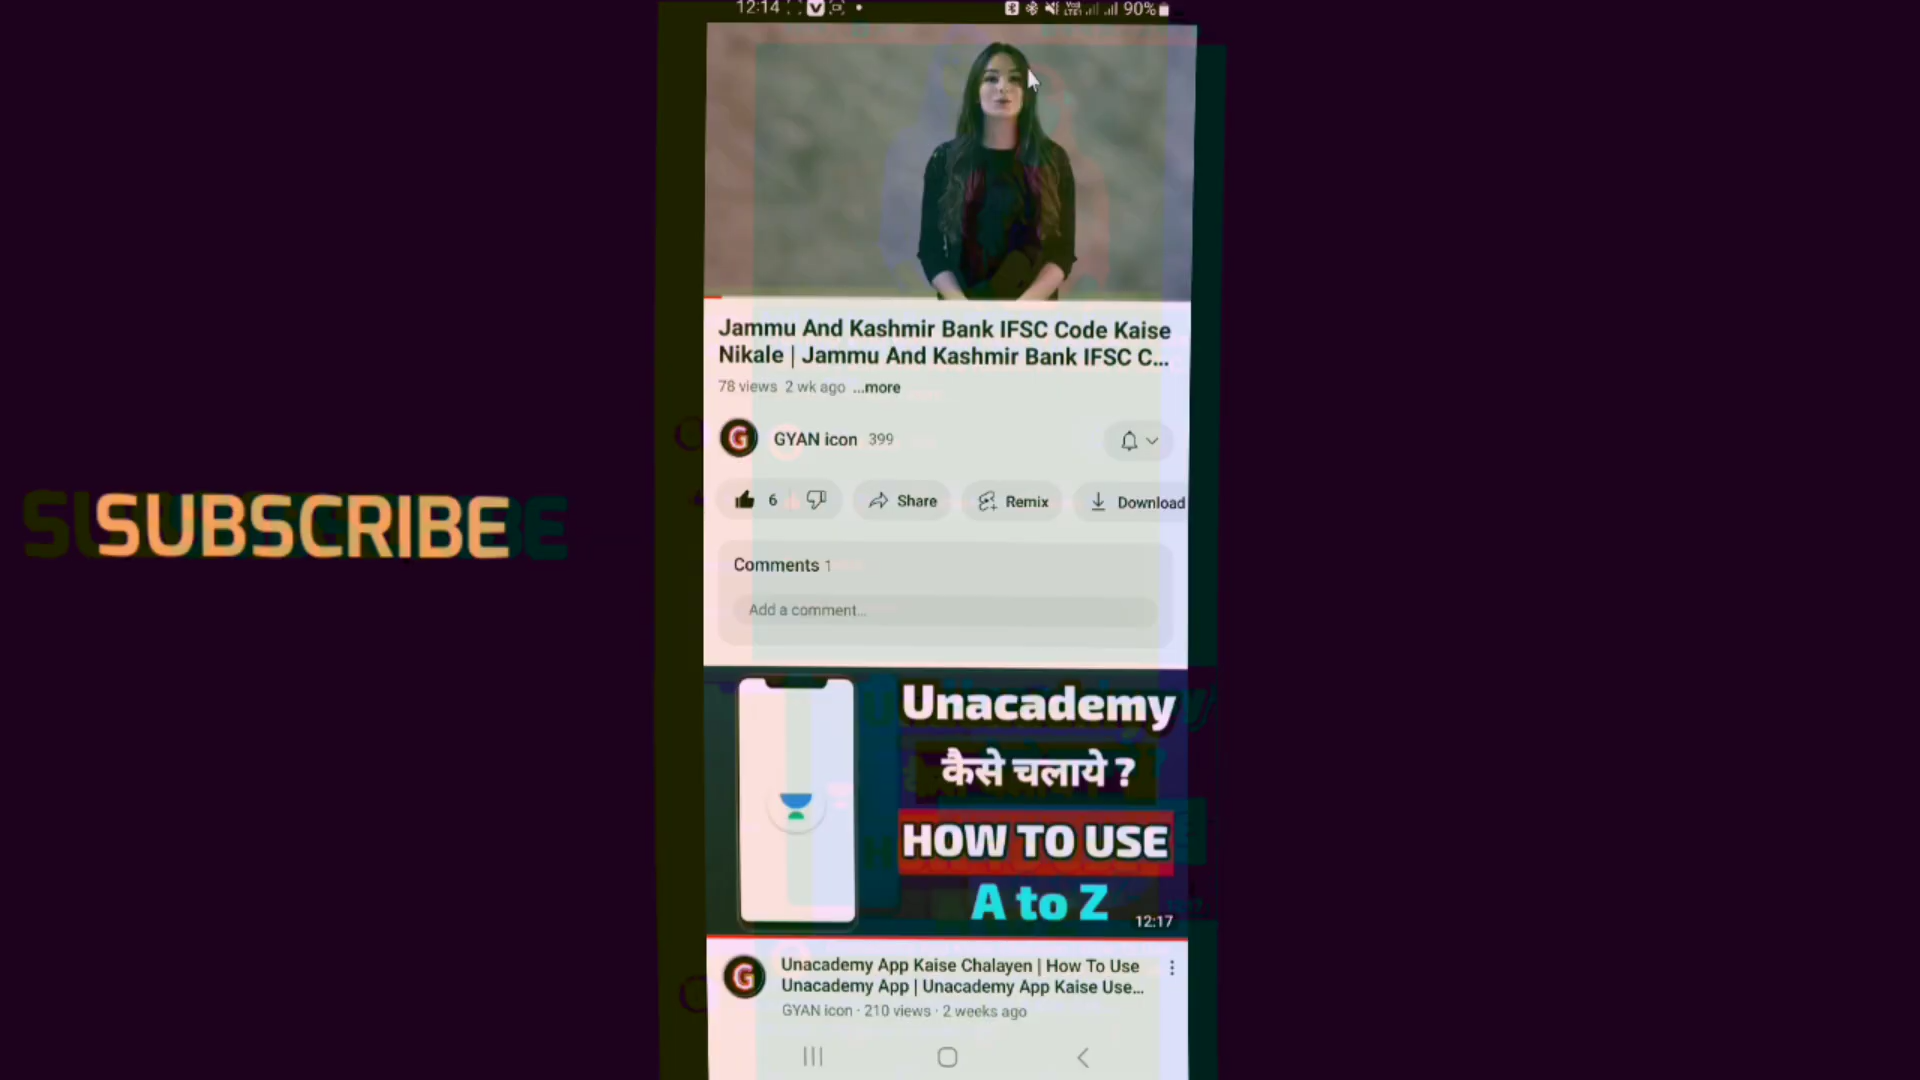 12:14
90%
Jammu And Kashmir Bank IFSC Code Kaise
Nikale | Jammu And Kashmir Bank IFSC C...
78 views 2 wk ago ...more
G GYAN icon 399
6 Share Remix Download
SUBSCRIBE
Comments 1
Add a comment...
Unacademy
कैसे चलाये ?
HOW TO USE
A to Z
12:17
G Unacademy App Kaise Chalayen | How To Use
Unacademy App | Unacademy App Kaise Use...
GYAN icon · 210 views · 2 weeks ago